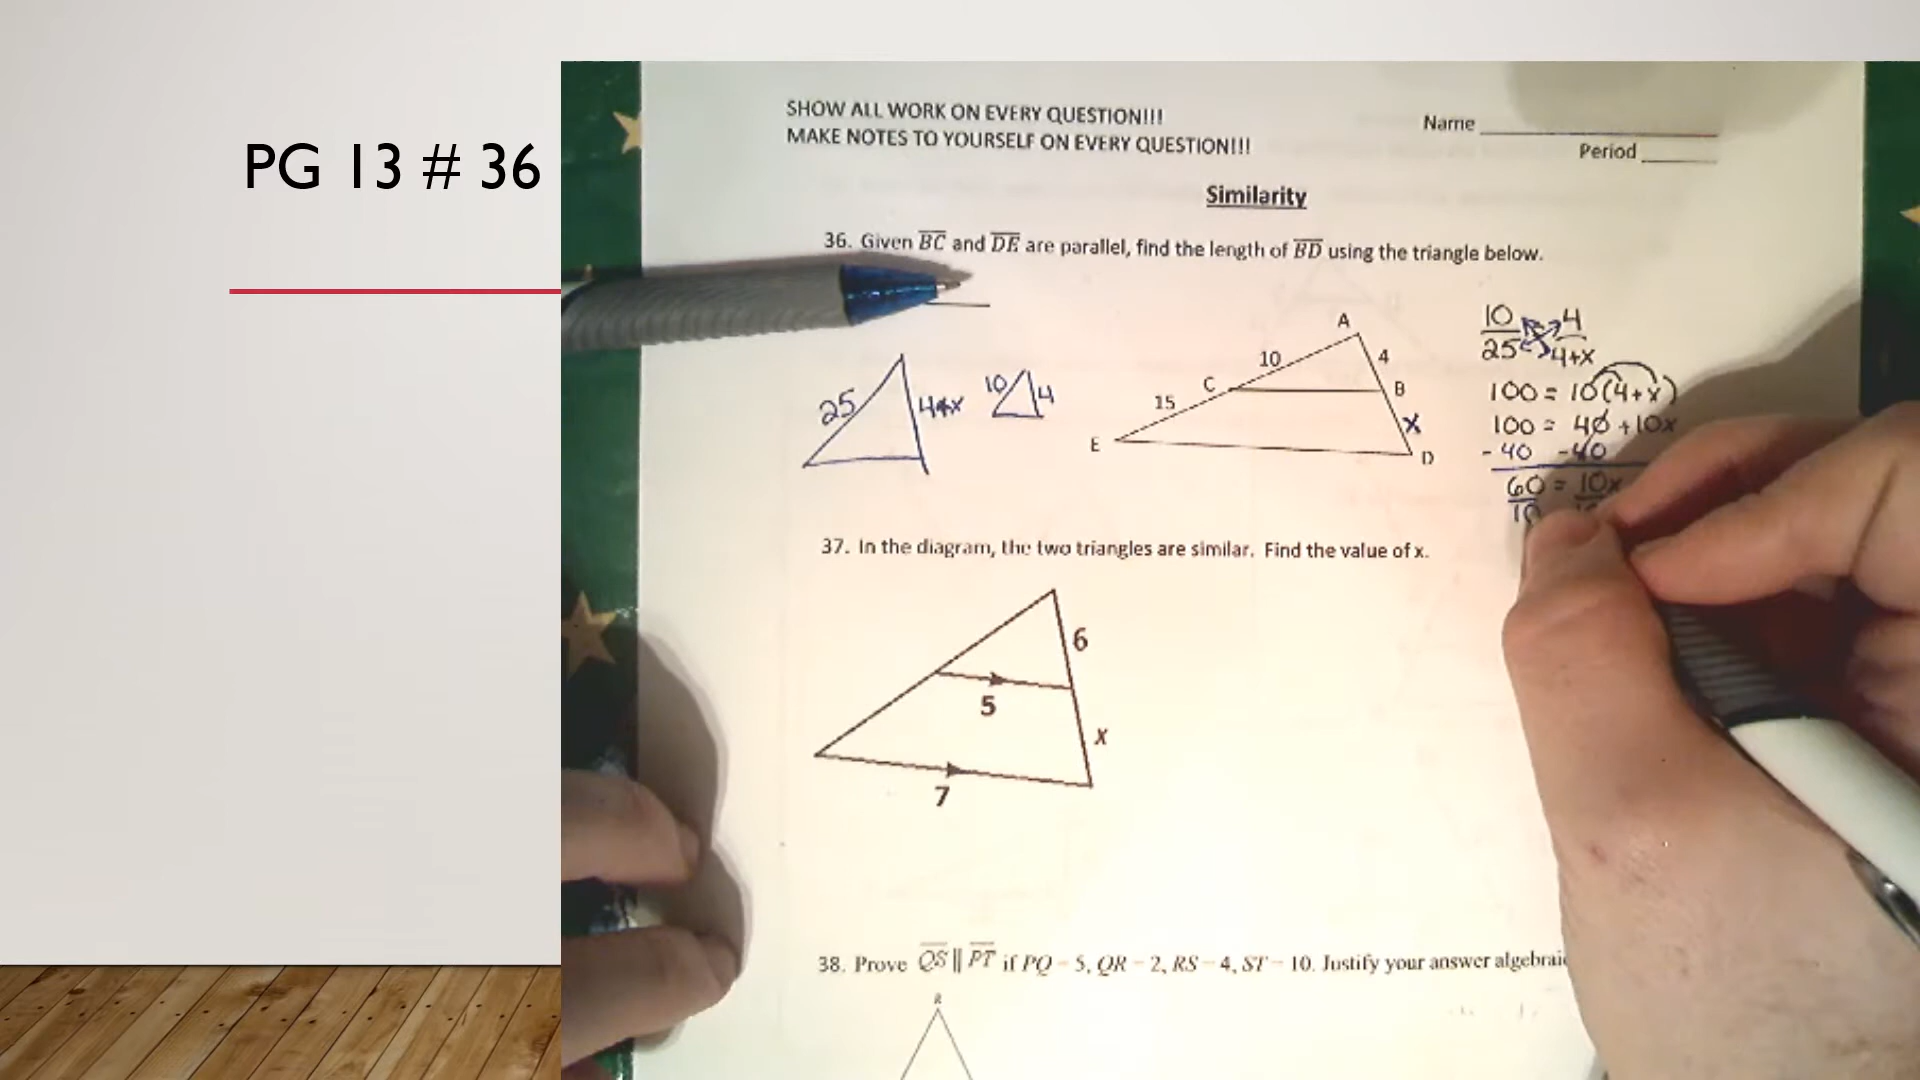 PG 13 # 36
SHOW ALL WORK ON EVERY QUESTION!!!
MAKE NOTES TO YOURSELF ON EVERY QUESTION!!!
Name
Period
Similarity
36. Given BC and DE are parallel, find the length of BD using the triangle below.
25
4+x
10
4
A
10
4
C
B
15
x
E
D
10 4
25 4+x
100 = 10(4+x)
100 = 40 + 10x
- 40 - 40
60 = 10x
10
37. In the diagram, the two triangles are similar. Find the value of x.
6
5
x
7
38. Prove QS || PT if PQ = 5, QR = 2, RS = 4, ST = 10. Justify your answer
R